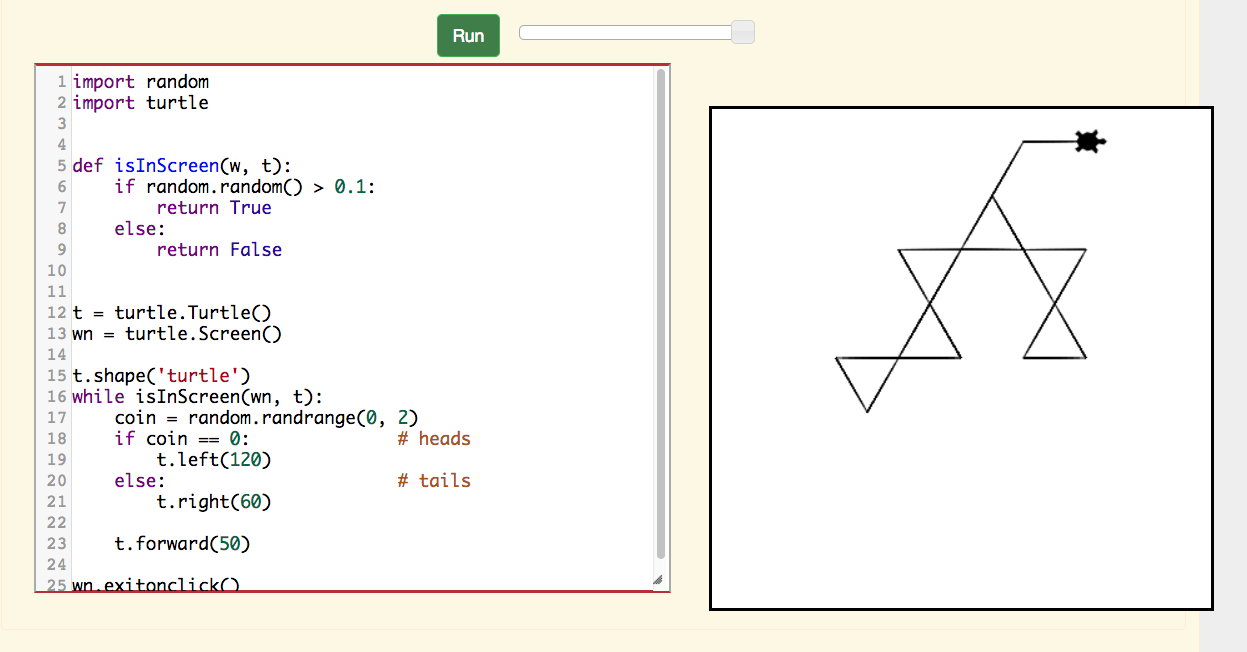 Run
1 import random
2 import turtle
3
4
5 def isInScreen(w, t):
6     if random.random() > 0.1:
7         return True
8     else:
9         return False
10
11
12 t = turtle.Turtle()
13 wn = turtle.Screen()
14
15 t.shape('turtle')
16 while isInScreen(wn, t):
17     coin = random.randrange(0, 2)
18     if coin == 0:              # heads
19         t.left(120)
20     else:                      # tails
21         t.right(60)
22
23     t.forward(50)
24
25 wn.exitonclick()